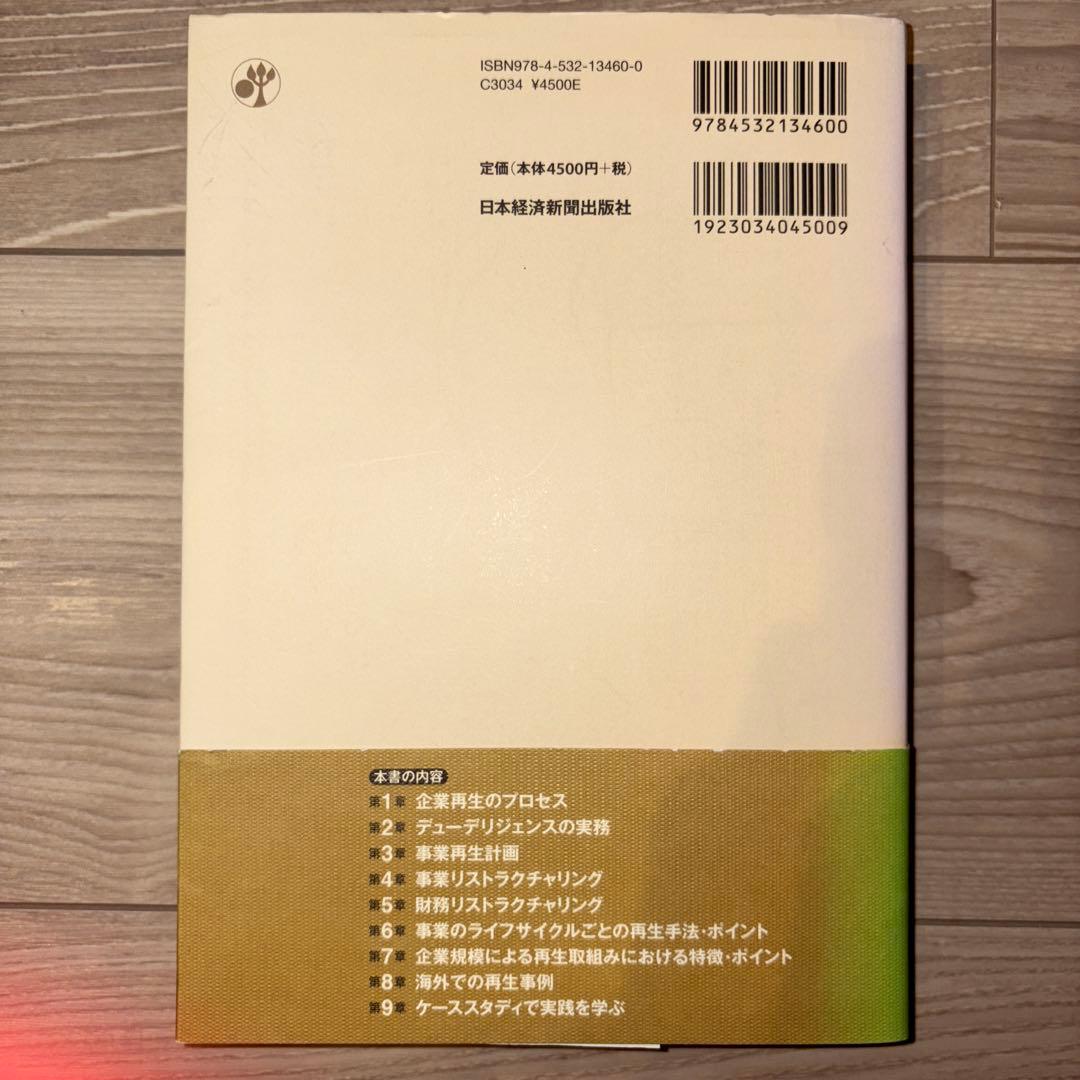 ISBN978-4-532-13460-0
C3034 ¥4500E
9784532134600
定価(本体4500円+税)
日本経済新聞出版社
1923034045009
本書の内容
第1章 企業再生のプロセス
第2章 デューデリジェンスの実務
第3章 事業再生計画
第4章 事業リストラクチャリング
第5章 財務リストラクチャリング
第6章 事業のライフサイクルごとの再生手法・ポイント
第7章 企業規模による再生取組みにおける特徴・ポイント
第8章 海外での再生事例
第9章 ケーススタディで実践を学ぶ